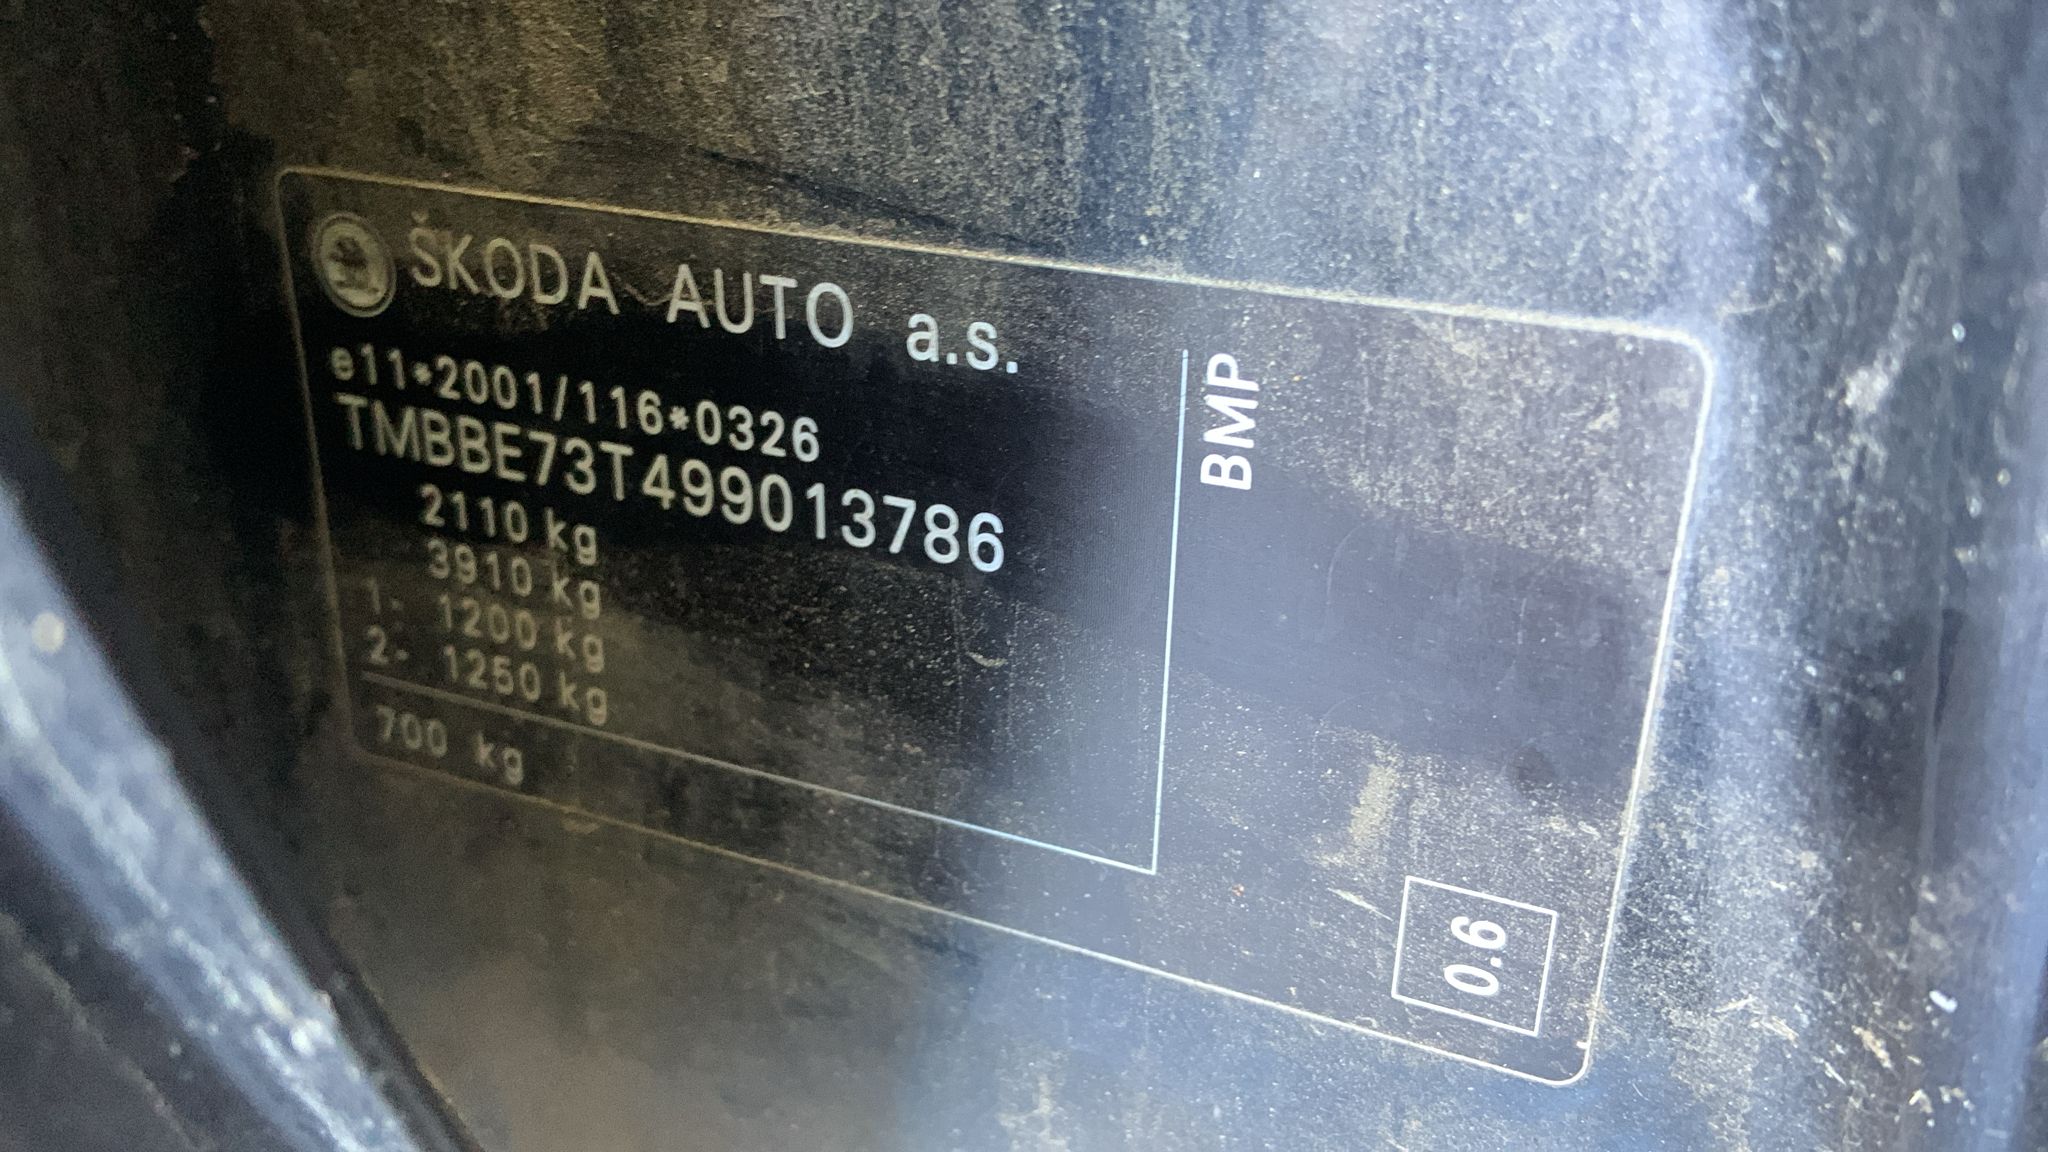 ŠKODA AUTO a.s.
e11*2001/116*0326
TMBBE73T499013786
2110 kg
3910 kg
1- 1200 kg
2- 1250 kg
700 kg
BMP
0.6